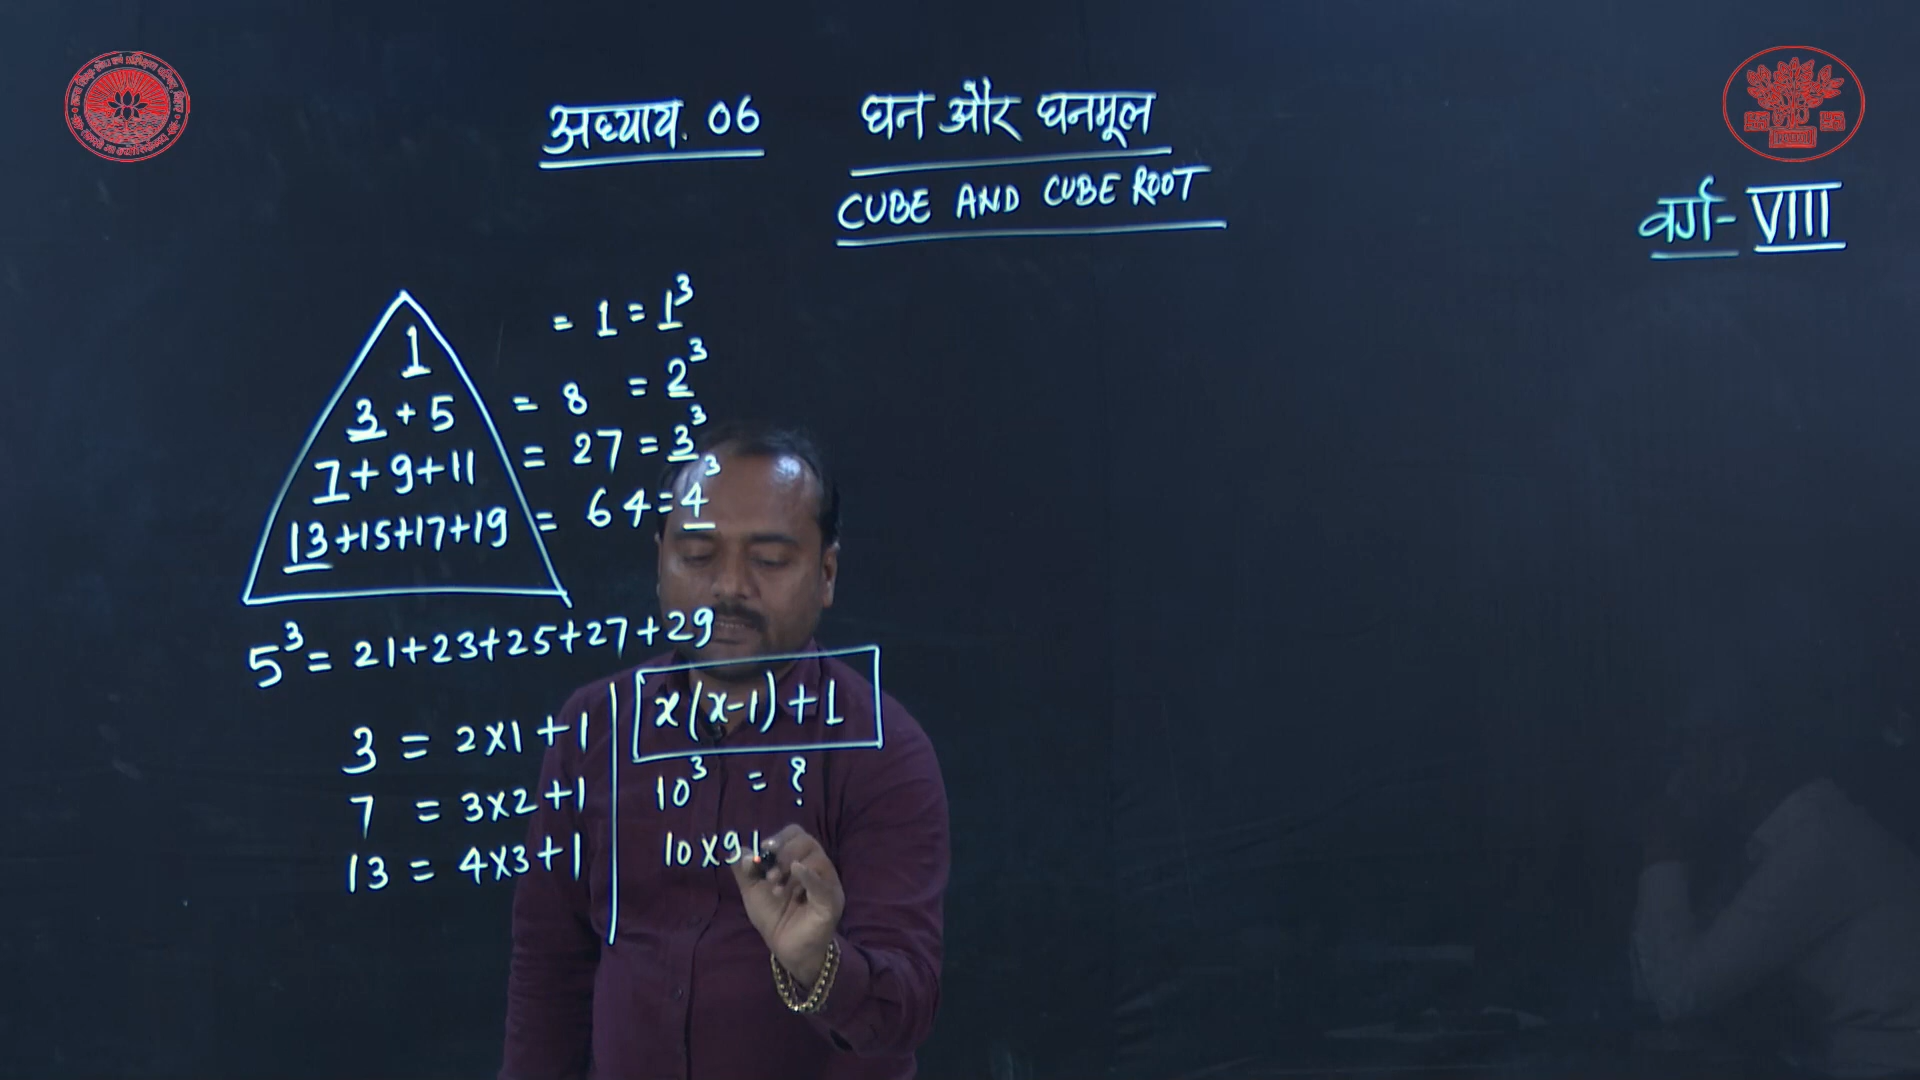 अध्याय. 06 घन और घनमूल
CUBE AND CUBE ROOT
वर्ग- VIII
1 = 1 = 1³
3 + 5 = 8 = 2³
7 + 9 + 11 = 27 = 3³
13+15+17+19 = 64 = 4³
5³ = 21+23+25+27+29
3 = 2x1+1
7 = 3x2+1
13 = 4x3+1
x(x-1)+1
10³ = ?
10x9+